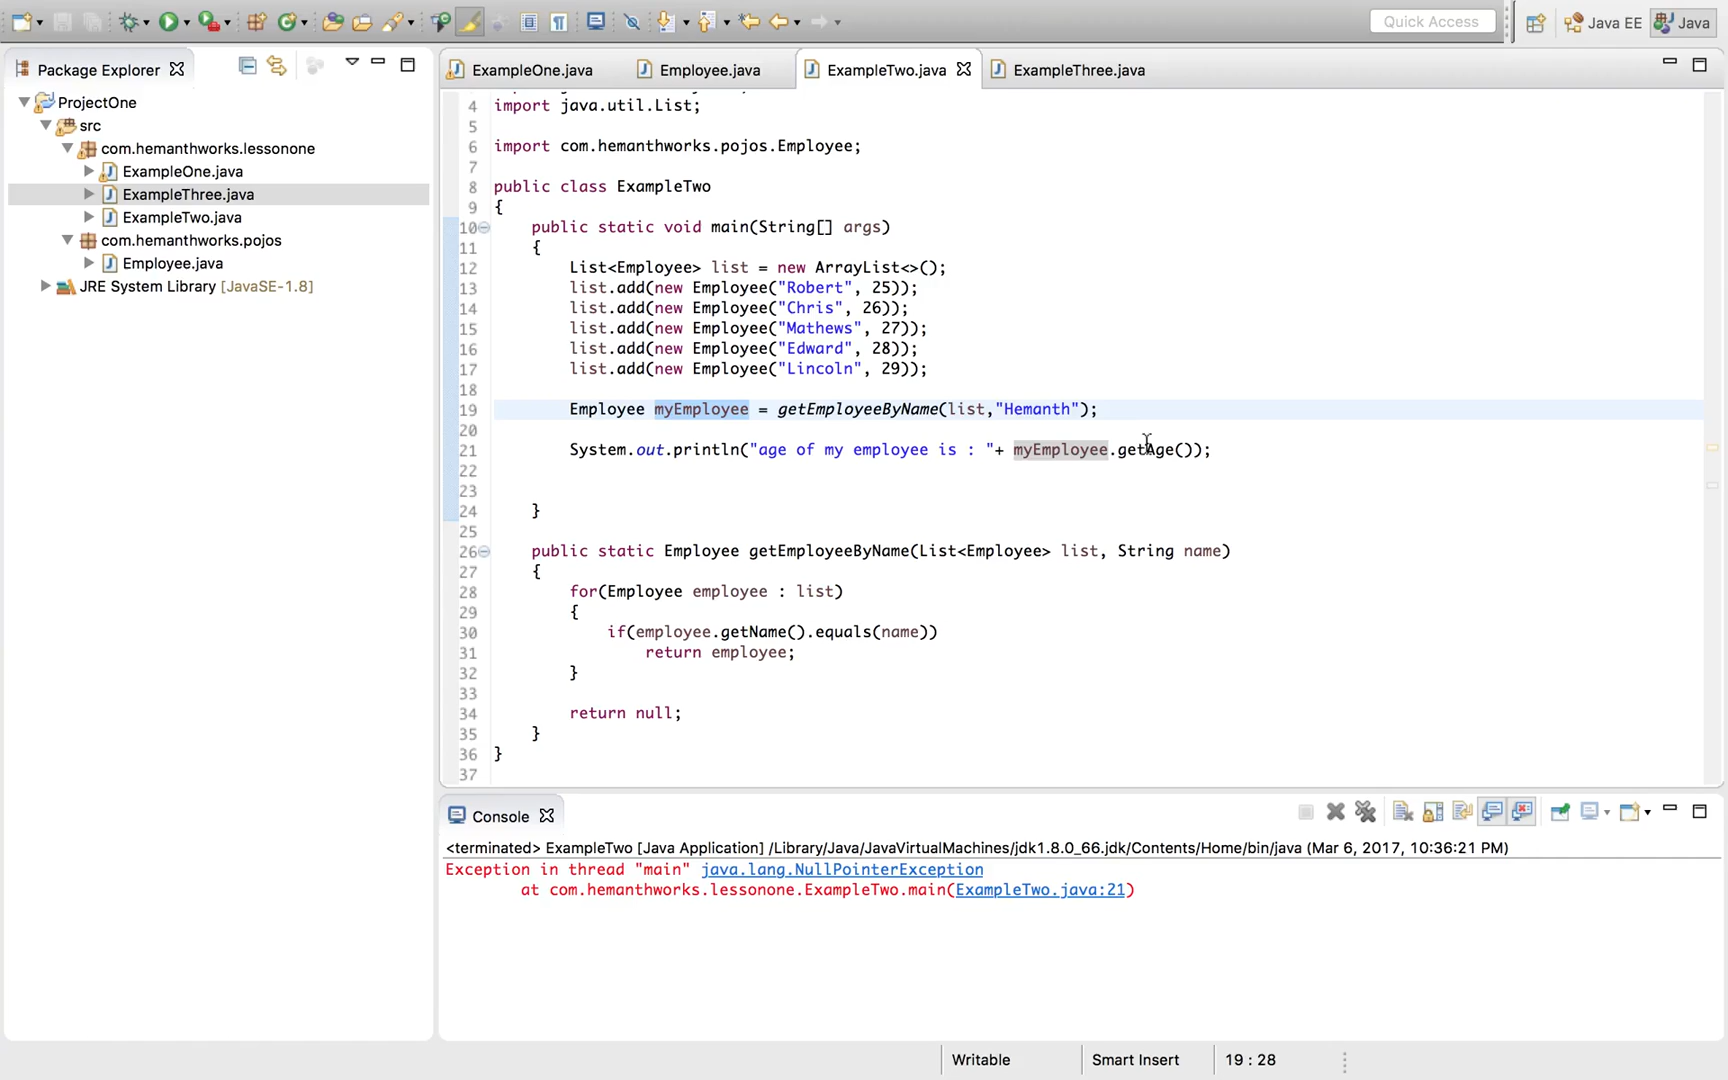 Quick Access
Java EE
Java
Package Explorer
ProjectOne
src
com.hemanthworks.lessonone
ExampleOne.java
ExampleThree.java
ExampleTwo.java
com.hemanthworks.pojos
Employee.java
JRE System Library [JavaSE-1.8]
ExampleOne.java Employee.java ExampleTwo.java ExampleThree.java
4 import java.util.List;
5
6 import com.hemanthworks.pojos.Employee;
7
8 public class ExampleTwo
9 {
10 public static void main(String[] args)
11 {
12 List<Employee> list = new ArrayList<>();
13 list.add(new Employee("Robert", 25));
14 list.add(new Employee("Chris", 26));
15 list.add(new Employee("Mathews", 27));
16 list.add(new Employee("Edward", 28));
17 list.add(new Employee("Lincoln", 29));
18
19 Employee myEmployee = getEmployeeByName(list,"Hemanth");
20
21 System.out.println("age of my employee is : "+ myEmployee.getAge());
22
23
24 }
25
26 public static Employee getEmployeeByName(List<Employee> list, String name)
27 {
28 for(Employee employee : list)
29 {
30 if(employee.getName().equals(name))
31 return employee;
32 }
33
34 return null;
35 }
36 }
37
Console
<terminated> ExampleTwo [Java Application] /Library/Java/JavaVirtualMachines/jdk1.8.0_66.jdk/Contents/Home/bin/java (Mar 6, 2017, 10:36:21 PM)
Exception in thread "main" java.lang.NullPointerException
at com.hemanthworks.lessonone.ExampleTwo.main(ExampleTwo.java:21)
Writable Smart Insert 19 : 28